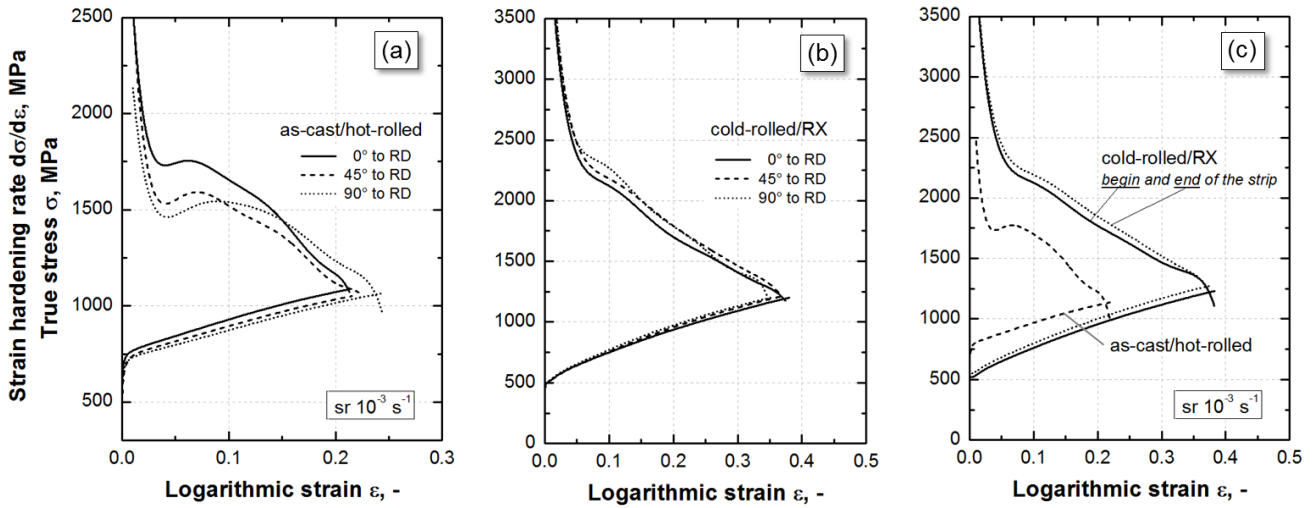 Strain hardening rate dσ/dε, MPa
True stress σ, MPa
2500
2000
1500
1000
500
(a)
as-cast/hot-rolled
0° to RD
45° to RD
90° to RD
sr 10⁻³ s⁻¹
0.0 0.1 0.2 0.3
Logarithmic strain ε, -
3500
3000
2500
2000
1500
1000
500
0
(b)
cold-rolled/RX
0° to RD
45° to RD
90° to RD
0.0 0.1 0.2 0.3 0.4 0.5
Logarithmic strain ε, -
3500
3000
2500
2000
1500
1000
500
0
(c)
cold-rolled/RX
begin and end of the strip
as-cast/hot-rolled
sr 10⁻³ s⁻¹
0.0 0.1 0.2 0.3 0.4 0.5
Logarithmic strain ε, -